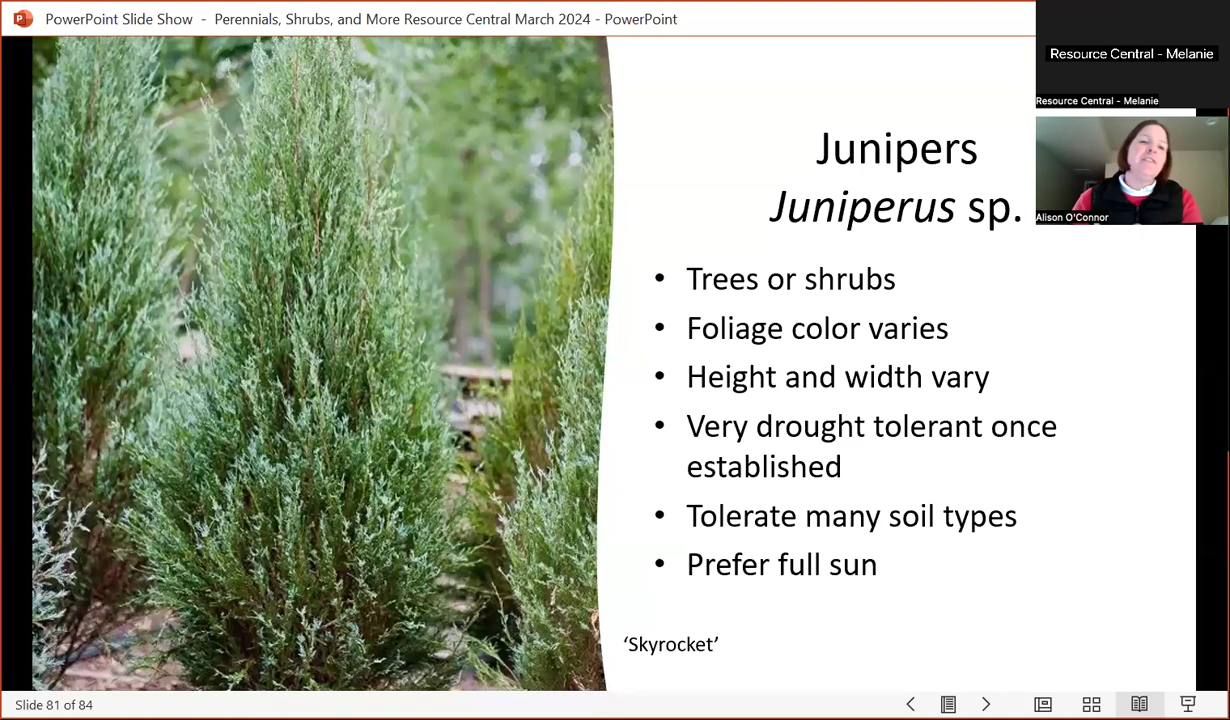 PowerPoint Slide Show - Perennials, Shrubs, and More Resource Central March 2024 - PowerPoint
Resource Central - Melanie
Resource Central - Melanie
Alison O'Connor
Junipers
Juniperus sp.
• Trees or shrubs
• Foliage color varies
• Height and width vary
• Very drought tolerant once
established
• Tolerate many soil types
• Prefer full sun
‘Skyrocket’
Slide 81 of 84